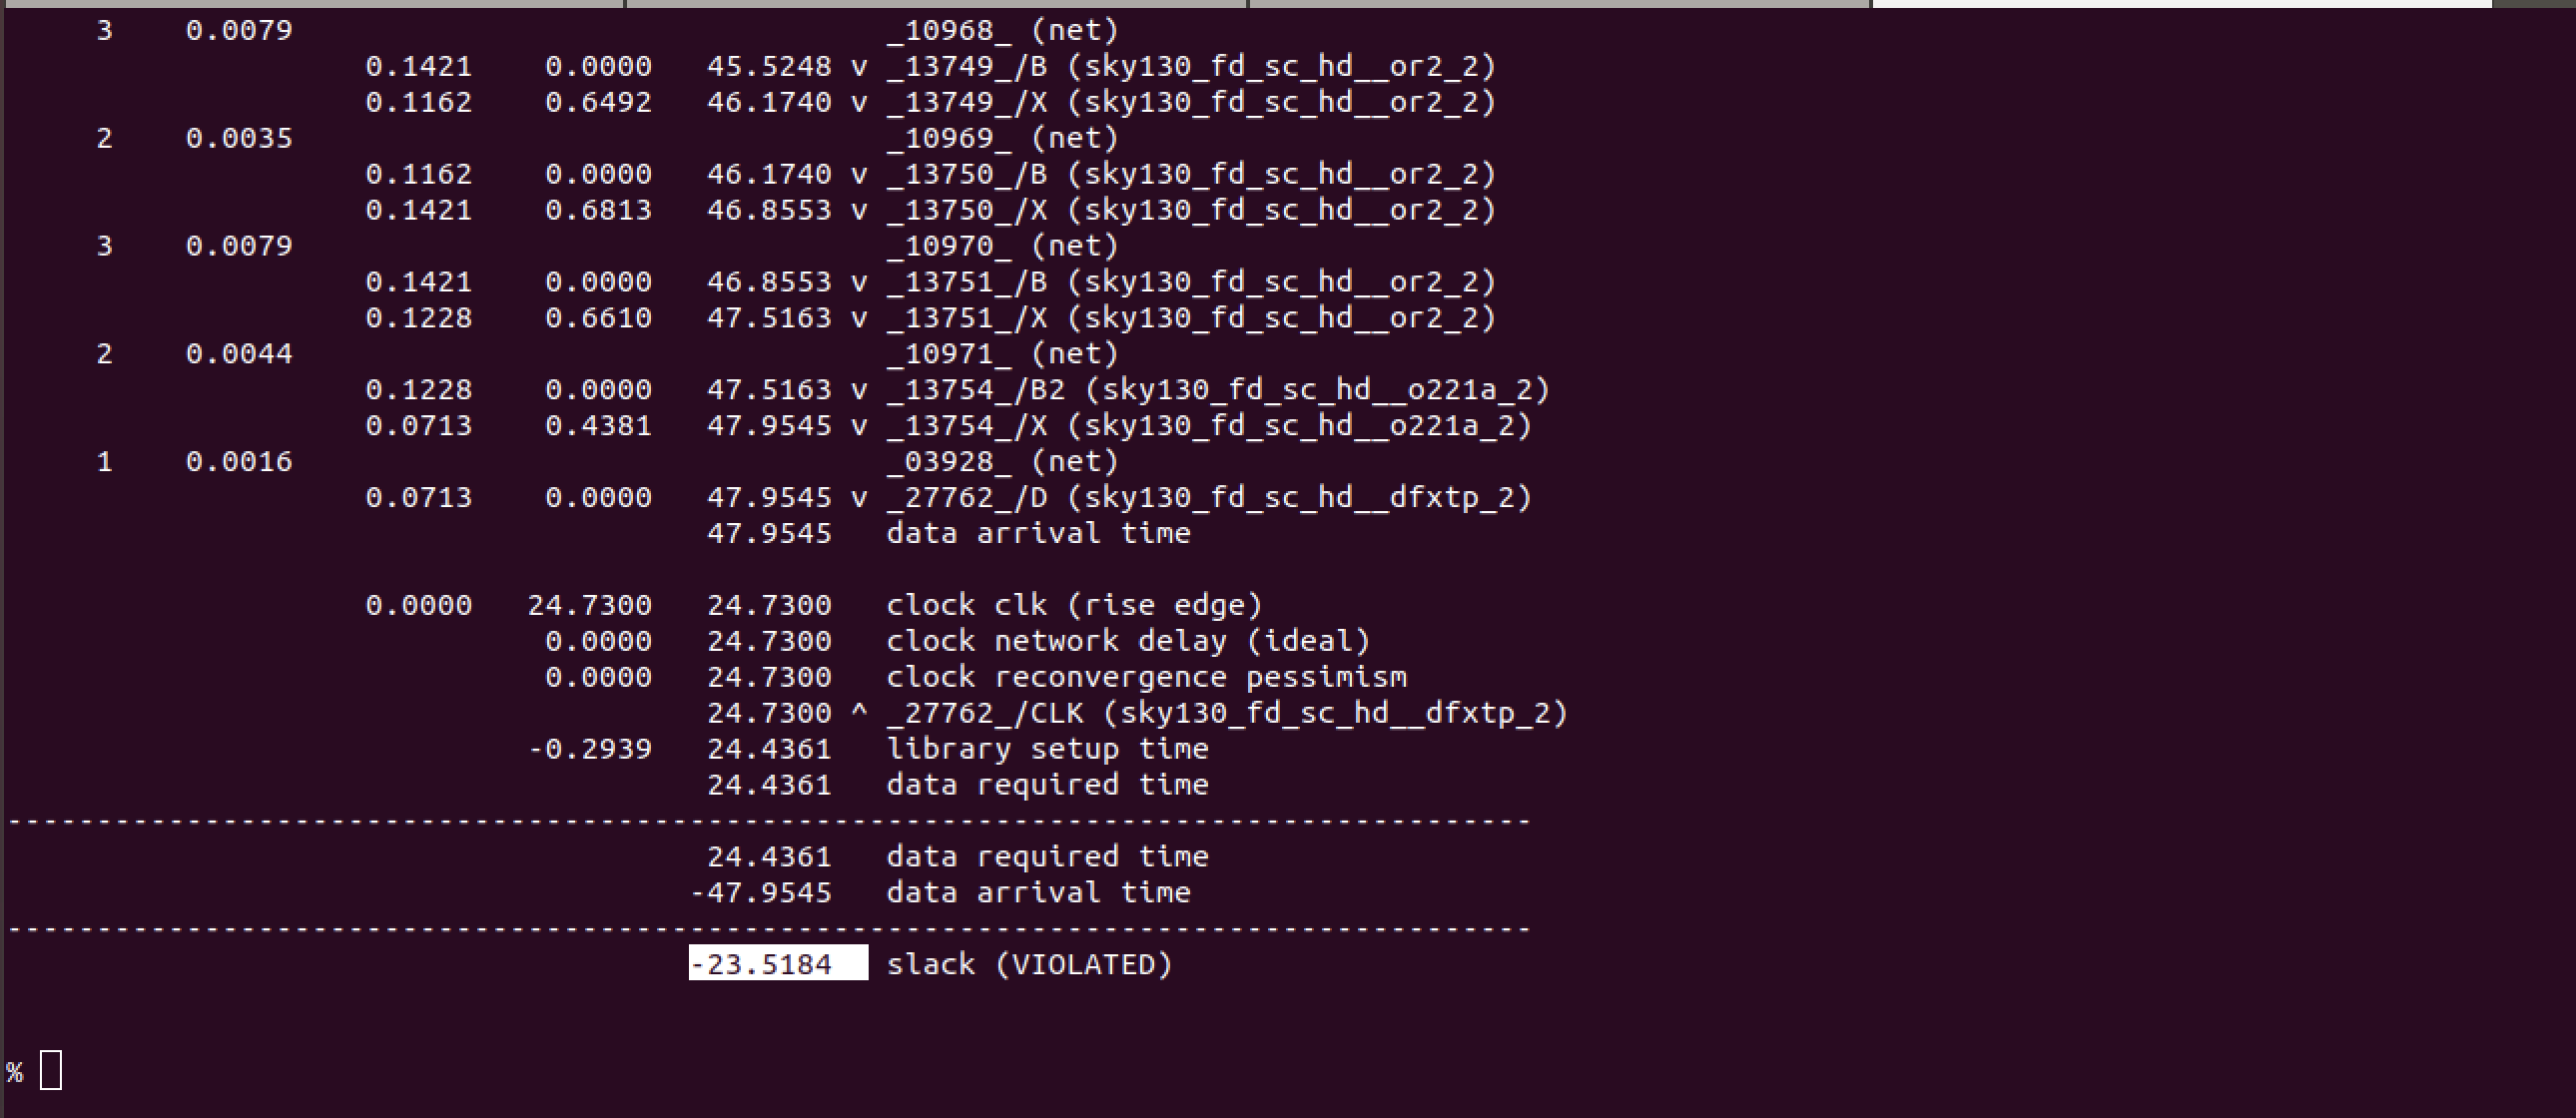 3 0.0079 _10968_ (net)
0.1421 0.0000 45.5248 v _13749_/B (sky130_fd_sc_hd__or2_2)
0.1162 0.6492 46.1740 v _13749_/X (sky130_fd_sc_hd__or2_2)
2 0.0035 _10969_ (net)
0.1162 0.0000 46.1740 v _13750_/B (sky130_fd_sc_hd__or2_2)
0.1421 0.6813 46.8553 v _13750_/X (sky130_fd_sc_hd__or2_2)
3 0.0079 _10970_ (net)
0.1421 0.0000 46.8553 v _13751_/B (sky130_fd_sc_hd__or2_2)
0.1228 0.6610 47.5163 v _13751_/X (sky130_fd_sc_hd__or2_2)
2 0.0044 _10971_ (net)
0.1228 0.0000 47.5163 v _13754_/B2 (sky130_fd_sc_hd__o221a_2)
0.0713 0.4381 47.9545 v _13754_/X (sky130_fd_sc_hd__o221a_2)
1 0.0016 _03928_ (net)
0.0713 0.0000 47.9545 v _27762_/D (sky130_fd_sc_hd__dfxtp_2)
47.9545 data arrival time
0.0000 24.7300 24.7300 clock clk (rise edge)
0.0000 24.7300 clock network delay (ideal)
0.0000 24.7300 clock reconvergence pessimism
24.7300 ^ _27762_/CLK (sky130_fd_sc_hd__dfxtp_2)
-0.2939 24.4361 library setup time
24.4361 data required time
-------------------------------------------------------------------------------------
24.4361 data required time
-47.9545 data arrival time
-------------------------------------------------------------------------------------
-23.5184 slack (VIOLATED)
%